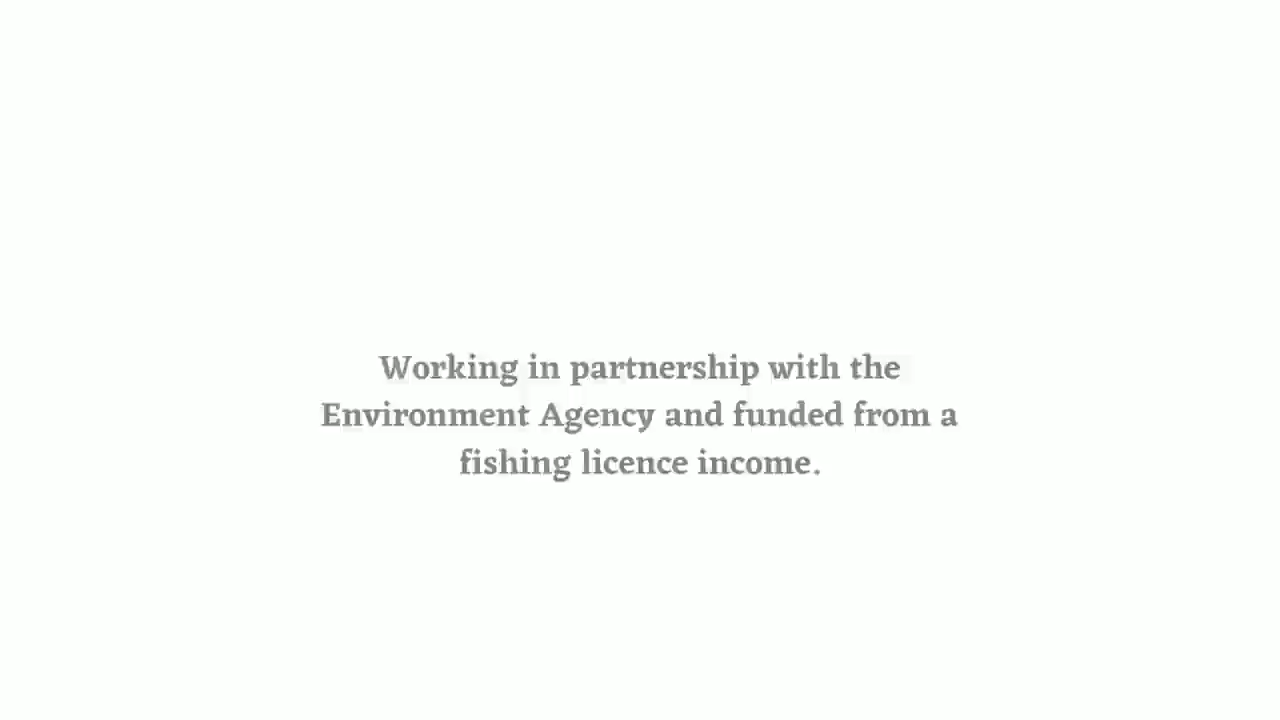 Working in partnership with the
Environment Agency and funded from a
fishing licence income.